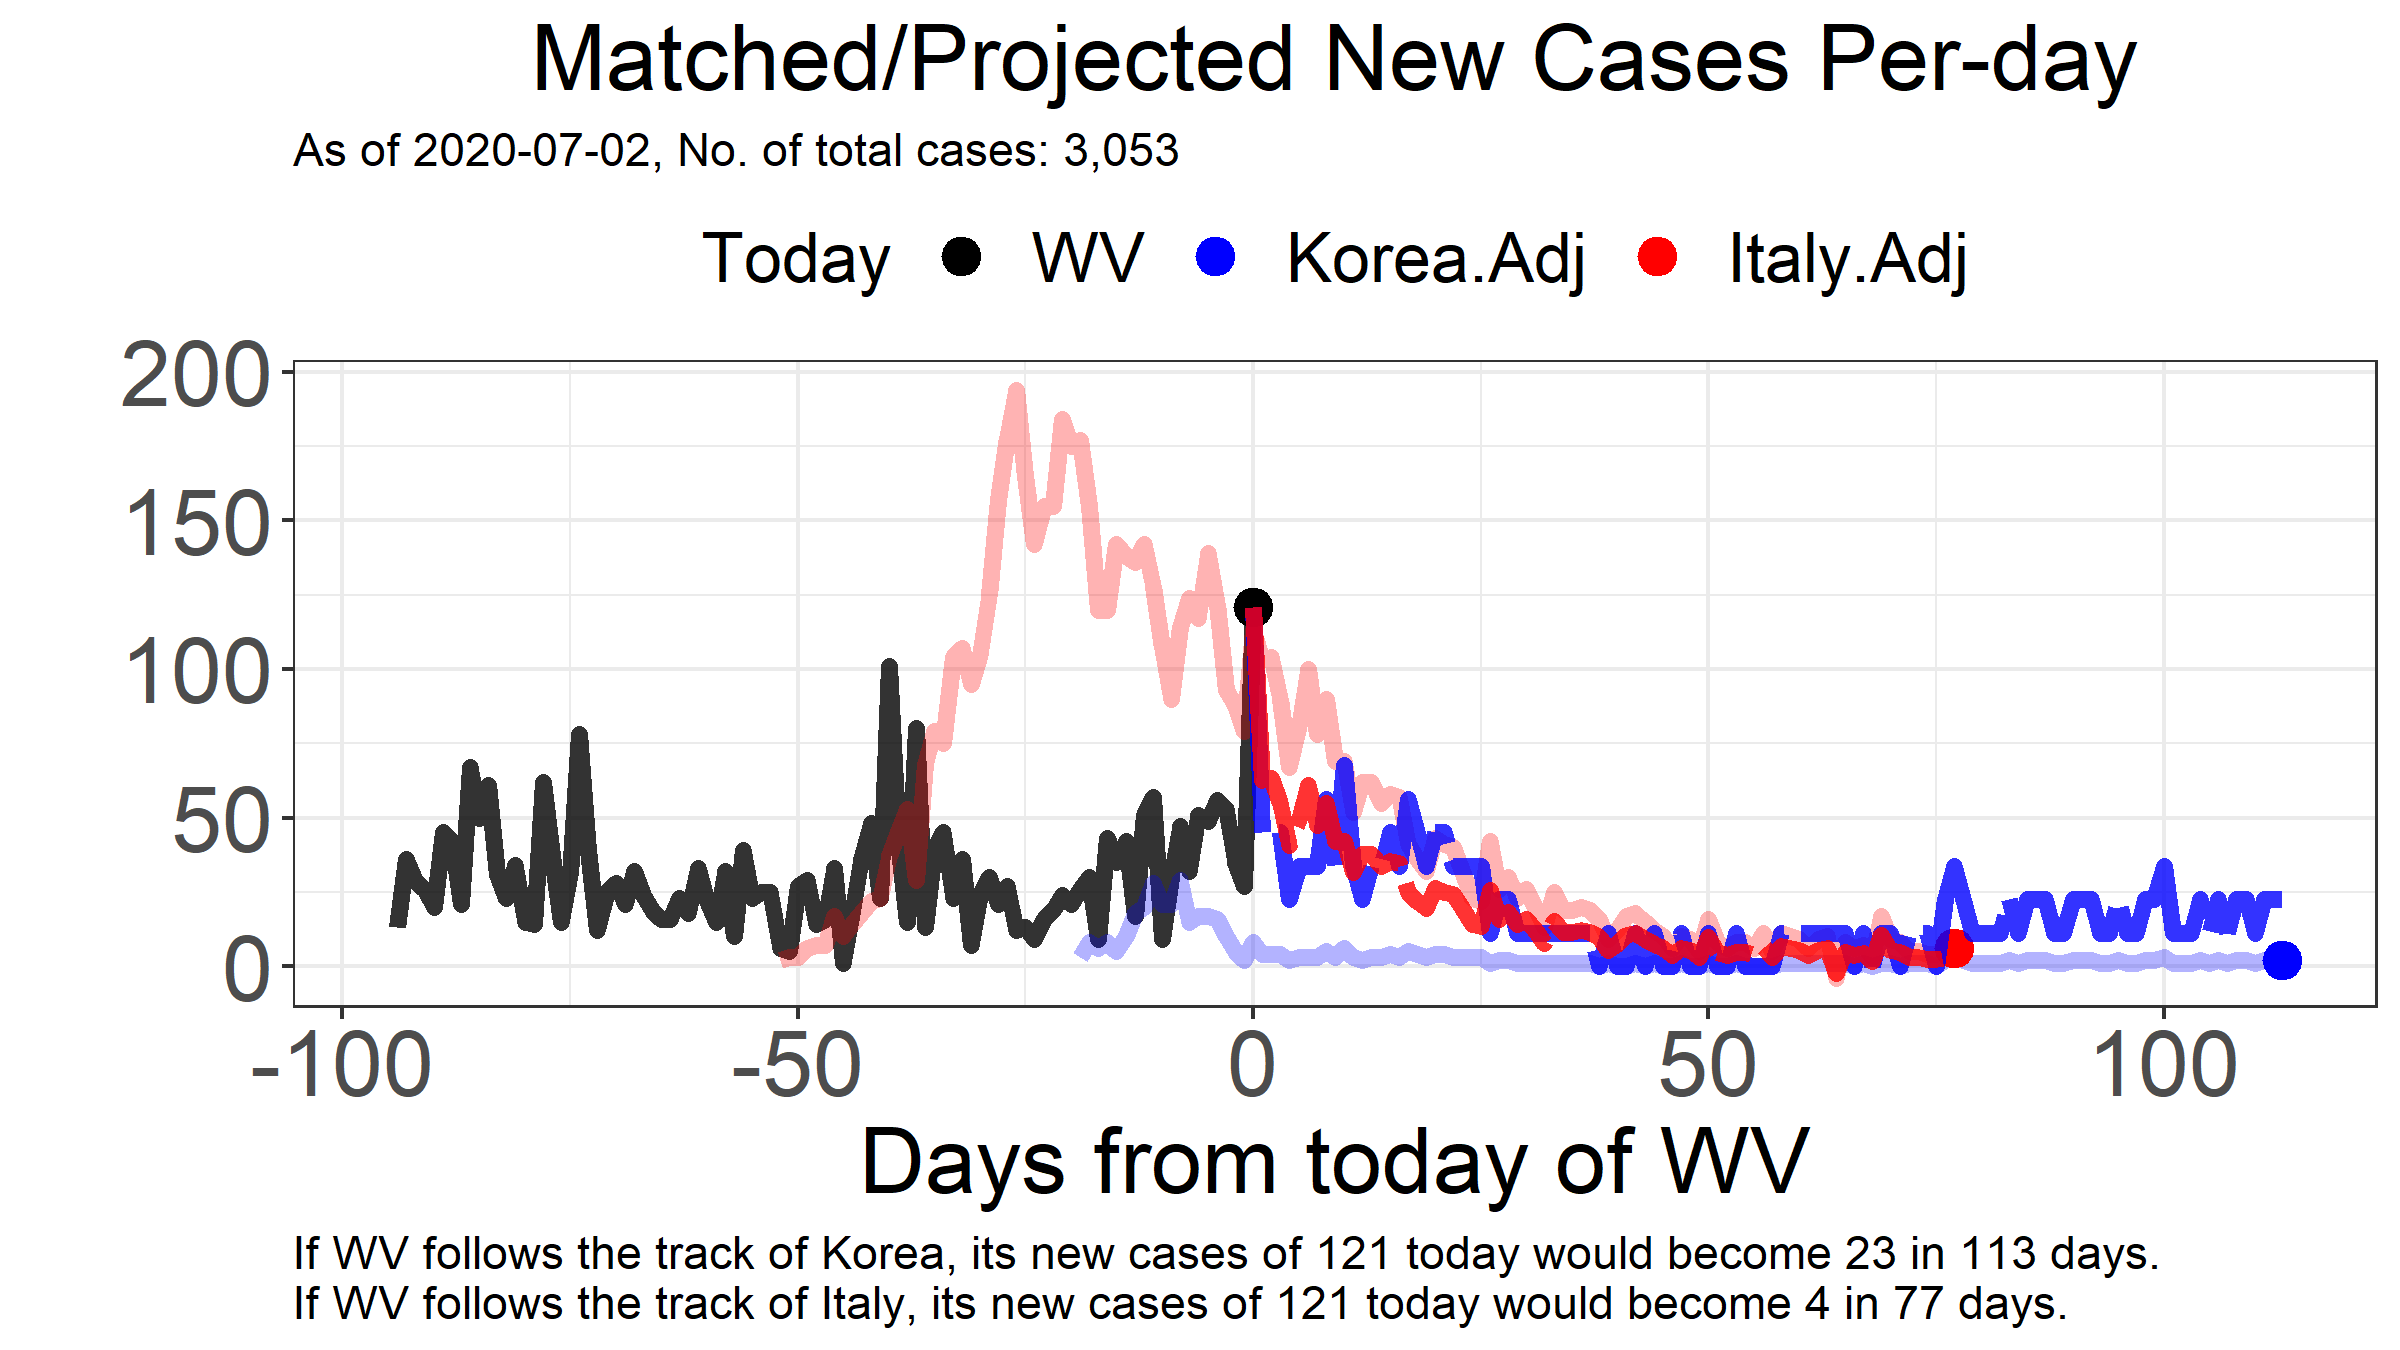 Matched/Projected New Cases Per-day
As of 2020-07-02, No. of total cases: 3,053
Today WV Korea.Adj Italy.Adj
200
150
100
50
0
-100 -50 0 50 100
Days from today of WV
If WV follows the track of Korea, its new cases of 121 today would become 23 in 113 days.
If WV follows the track of Italy, its new cases of 121 today would become 4 in 77 days.